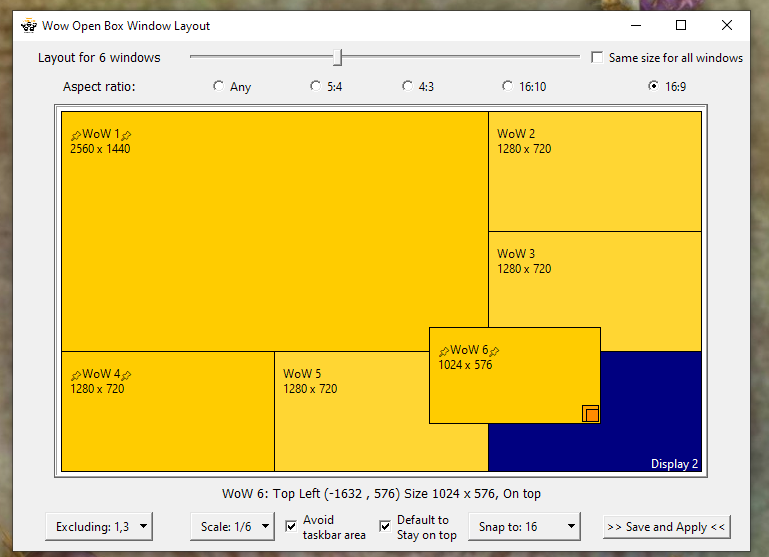 Wow Open Box Window Layout
Layout for 6 windows
Same size for all windows
Aspect ratio:
Any
5:4
4:3
16:10
16:9
WoW 1
2560 x 1440
WoW 2
1280 x 720
WoW 3
1280 x 720
WoW 6
1024 x 576
WoW 4
1280 x 720
WoW 5
1280 x 720
Display 2
WoW 6: Top Left (-1632 , 576) Size 1024 x 576, On top
Excluding: 1,3
Scale: 1/6
Avoid
taskbar area
Default to
Stay on top
Snap to: 16
>> Save and Apply <<